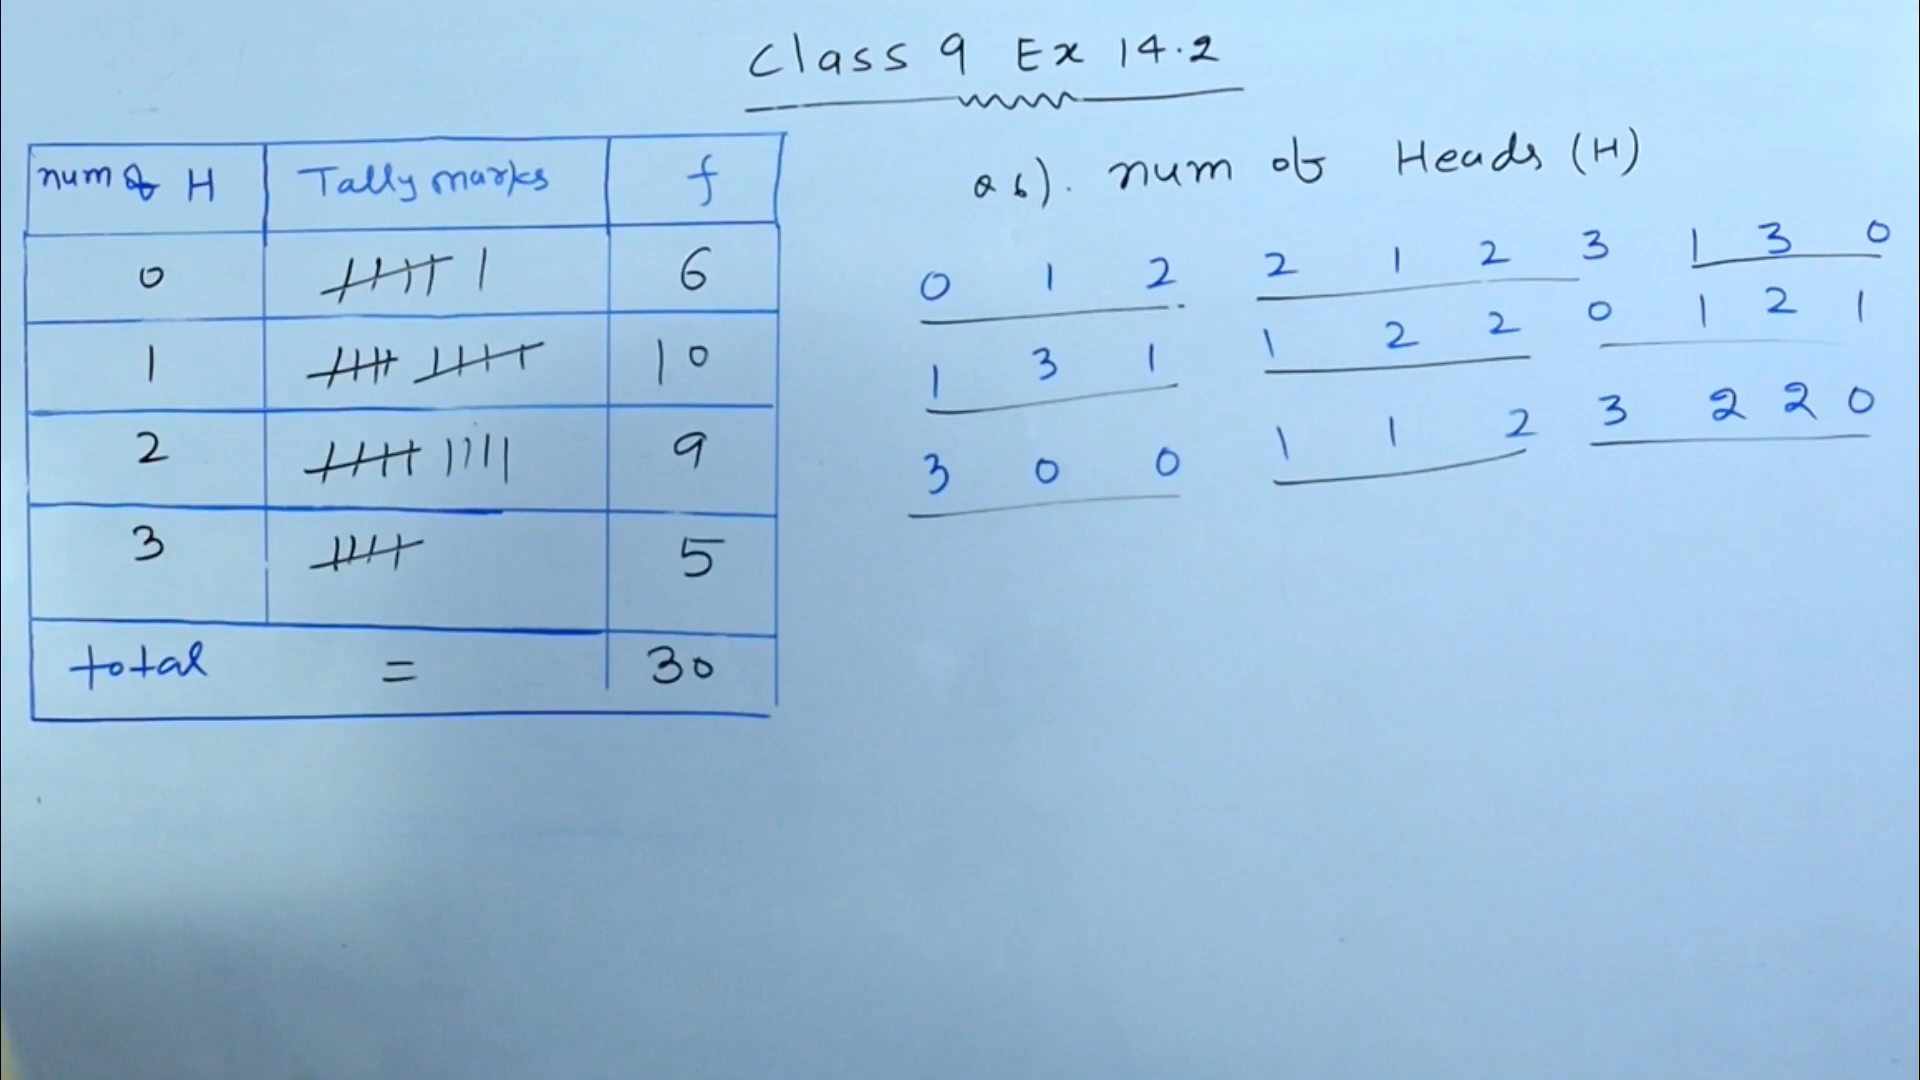 Class 9 Ex 14.2
num of H Tally marks f
0 6
1 10
2 9
3 5
total = 30
Q 6). num of Heads (H)
0 1 2 2 1 2 3 1 3 0
1 3 1 1 2 2 0 1 2 1
3 0 0 1 1 2 3 2 2 0